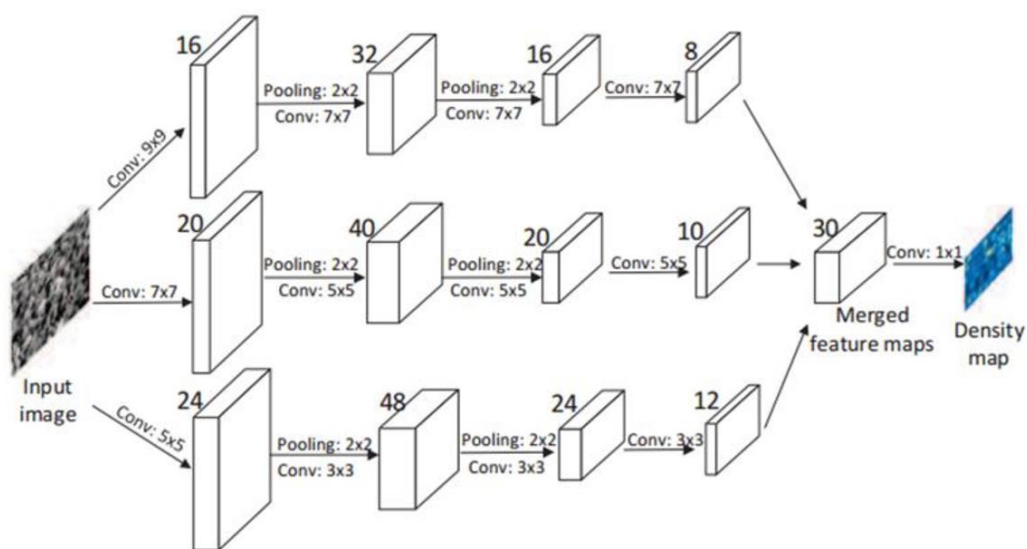 16
32
16
8
Pooling: 2x2
Conv: 7x7
Pooling: 2x2
Conv: 7x7
Conv: 7x7
Conv: 9x9
20
40
20
10
Conv: 7x7
Pooling: 2x2
Conv: 5x5
Pooling: 2x2
Conv: 5x5
Conv: 5x5
30
Conv: 1x1
Merged
feature maps
Density
map
Input
image
Conv: 5x5
24
48
24
12
Pooling: 2x2
Conv: 3x3
Pooling: 2x2
Conv: 3x3
Conv: 3x3